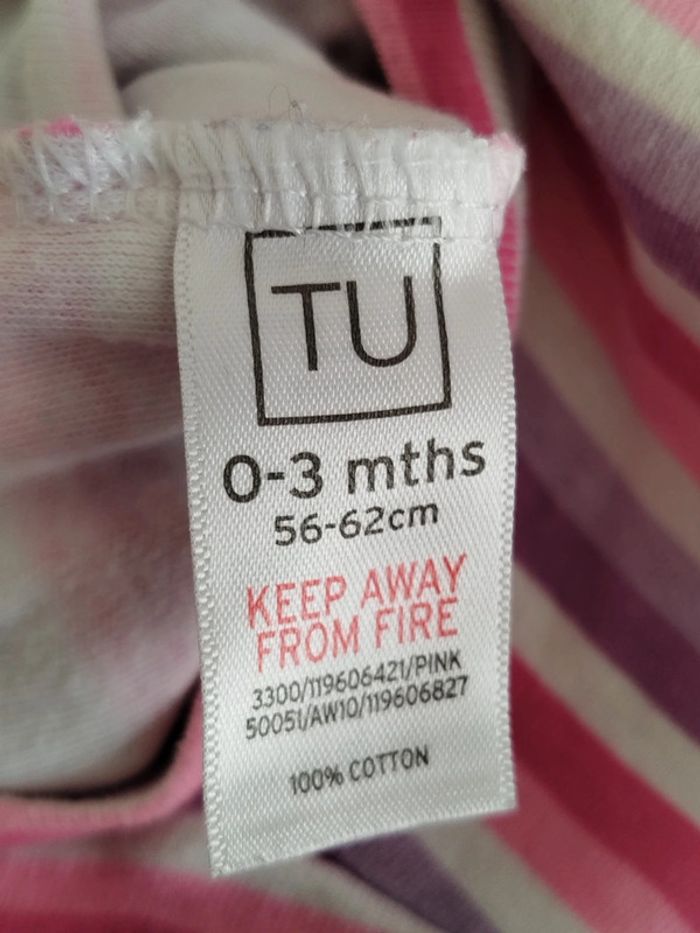 TU
0-3 mths
56-62cm
KEEP AWAY
FROM FIRE
3300/119606421/PINK
50051/AW10/119606827
100% COTTON